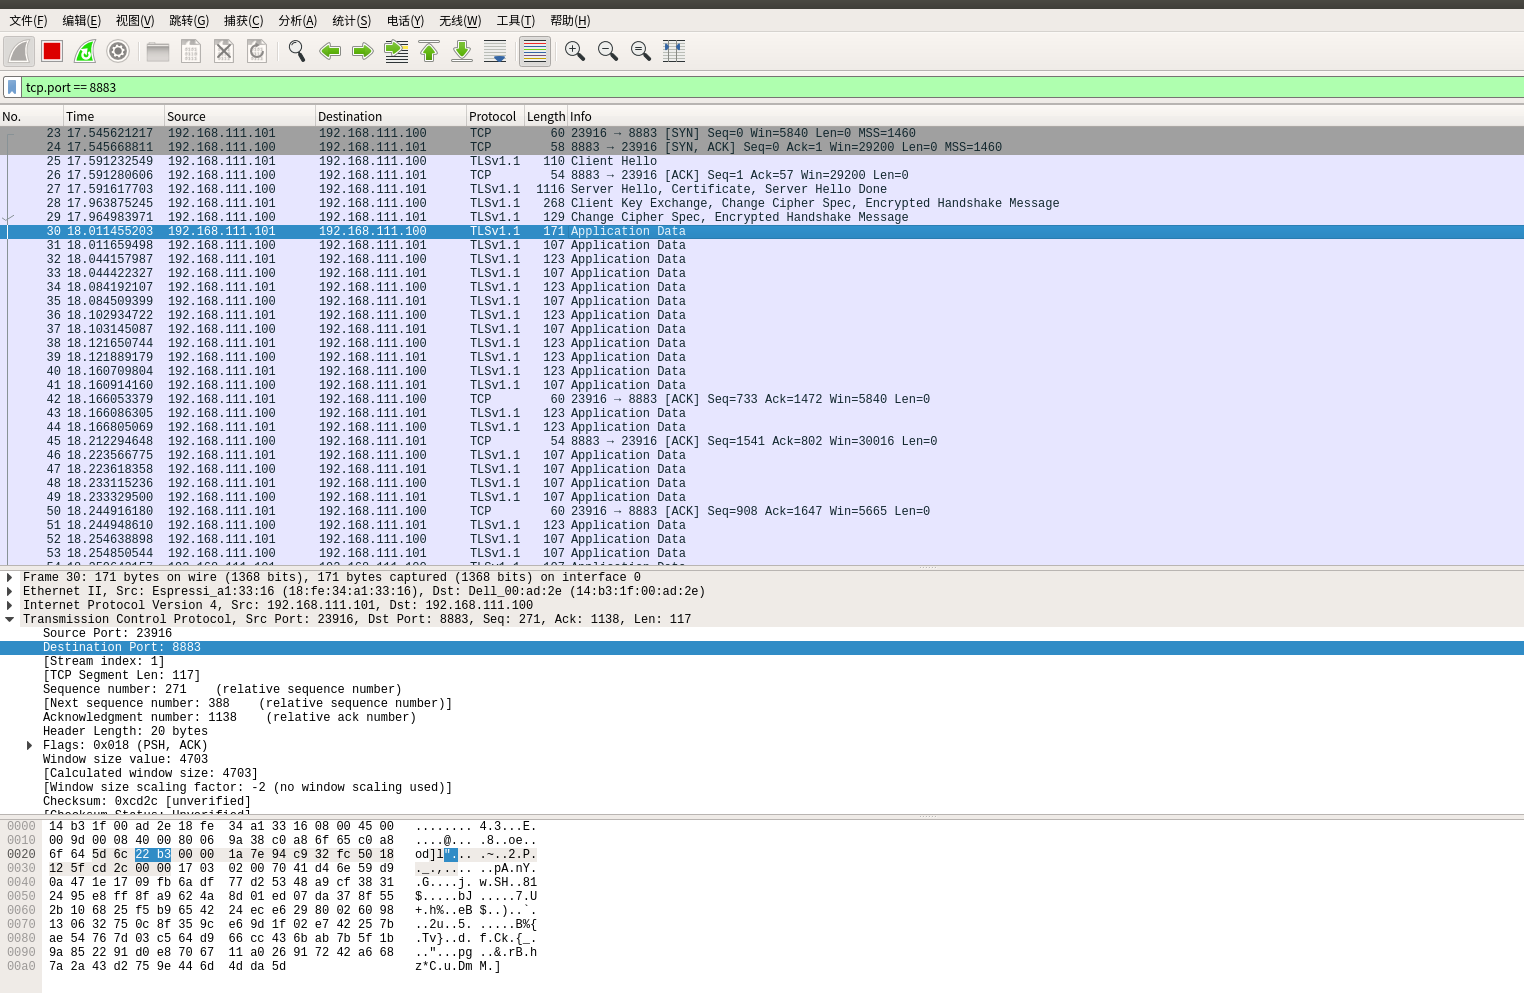 文件(F) 编辑(E) 视图(V) 跳转(G) 捕获(C) 分析(A) 统计(S) 电话(Y) 无线(W) 工具(T) 帮助(H)
tcp.port == 8883
No. Time Source Destination Protocol Length Info
23 17.545621217 192.168.111.101 192.168.111.100 TCP 60 23916 → 8883 [SYN] Seq=0 Win=5840 Len=0 MSS=1460
24 17.545668811 192.168.111.100 192.168.111.101 TCP 58 8883 → 23916 [SYN, ACK] Seq=0 Ack=1 Win=29200 Len=0 MSS=1460
25 17.591232549 192.168.111.101 192.168.111.100 TLSv1.1 110 Client Hello
26 17.591280606 192.168.111.100 192.168.111.101 TCP 54 8883 → 23916 [ACK] Seq=1 Ack=57 Win=29200 Len=0
27 17.591617703 192.168.111.100 192.168.111.101 TLSv1.1 1116 Server Hello, Certificate, Server Hello Done
28 17.963875245 192.168.111.101 192.168.111.100 TLSv1.1 268 Client Key Exchange, Change Cipher Spec, Encrypted Handshake Message
29 17.964983971 192.168.111.100 192.168.111.101 TLSv1.1 129 Change Cipher Spec, Encrypted Handshake Message
30 18.011455203 192.168.111.101 192.168.111.100 TLSv1.1 171 Application Data
31 18.011659498 192.168.111.100 192.168.111.101 TLSv1.1 107 Application Data
32 18.044157987 192.168.111.101 192.168.111.100 TLSv1.1 123 Application Data
33 18.044422327 192.168.111.100 192.168.111.101 TLSv1.1 107 Application Data
34 18.084192107 192.168.111.101 192.168.111.100 TLSv1.1 123 Application Data
35 18.084509399 192.168.111.100 192.168.111.101 TLSv1.1 107 Application Data
36 18.102934722 192.168.111.101 192.168.111.100 TLSv1.1 123 Application Data
37 18.103145087 192.168.111.100 192.168.111.101 TLSv1.1 107 Application Data
38 18.121650744 192.168.111.101 192.168.111.100 TLSv1.1 123 Application Data
39 18.121889179 192.168.111.100 192.168.111.101 TLSv1.1 123 Application Data
40 18.160709804 192.168.111.101 192.168.111.100 TLSv1.1 123 Application Data
41 18.160914160 192.168.111.100 192.168.111.101 TLSv1.1 107 Application Data
42 18.166053379 192.168.111.101 192.168.111.100 TCP 60 23916 → 8883 [ACK] Seq=733 Ack=1472 Win=5840 Len=0
43 18.166086305 192.168.111.100 192.168.111.101 TLSv1.1 123 Application Data
44 18.166805069 192.168.111.101 192.168.111.100 TLSv1.1 123 Application Data
45 18.212294648 192.168.111.100 192.168.111.101 TCP 54 8883 → 23916 [ACK] Seq=1541 Ack=802 Win=30016 Len=0
46 18.223566775 192.168.111.101 192.168.111.100 TLSv1.1 107 Application Data
47 18.223618358 192.168.111.100 192.168.111.101 TLSv1.1 107 Application Data
48 18.233115236 192.168.111.101 192.168.111.100 TLSv1.1 107 Application Data
49 18.233329500 192.168.111.100 192.168.111.101 TLSv1.1 107 Application Data
50 18.244916180 192.168.111.101 192.168.111.100 TCP 60 23916 → 8883 [ACK] Seq=908 Ack=1647 Win=5665 Len=0
51 18.244948610 192.168.111.100 192.168.111.101 TLSv1.1 123 Application Data
52 18.254638898 192.168.111.101 192.168.111.100 TLSv1.1 107 Application Data
53 18.254850544 192.168.111.100 192.168.111.101 TLSv1.1 107 Application Data
Frame 30: 171 bytes on wire (1368 bits), 171 bytes captured (1368 bits) on interface 0
Ethernet II, Src: Espressi_a1:33:16 (18:fe:34:a1:33:16), Dst: Dell_00:ad:2e (14:b3:1f:00:ad:2e)
Internet Protocol Version 4, Src: 192.168.111.101, Dst: 192.168.111.100
Transmission Control Protocol, Src Port: 23916, Dst Port: 8883, Seq: 271, Ack: 1138, Len: 117
Source Port: 23916
Destination Port: 8883
[Stream index: 1]
[TCP Segment Len: 117]
Sequence number: 271    (relative sequence number)
[Next sequence number: 388    (relative sequence number)]
Acknowledgment number: 1138    (relative ack number)
Header Length: 20 bytes
Flags: 0x018 (PSH, ACK)
Window size value: 4703
[Calculated window size: 4703]
[Window size scaling factor: -2 (no window scaling used)]
Checksum: 0xcd2c [unverified]
[Checksum Status: Unverified]
0000 14 b3 1f 00 ad 2e 18 fe 34 a1 33 16 08 00 45 00 ........ 4.3...E.
0010 00 9d 00 08 40 00 80 06 9a 38 c0 a8 6f 65 c0 a8 ....@... .8..oe..
0020 6f 64 5d 6c 22 b3 00 00 1a 7e 94 c9 32 fc 50 18 od]l"... .~..2.P.
0030 12 5f cd 2c 00 00 17 03 02 00 70 41 d4 6e 59 d9 ._.,.... ..pA.nY.
0040 0a 47 1e 17 09 fb 6a df 77 d2 53 48 a9 cf 38 31 .G....j. w.SH..81
0050 24 95 e8 ff 8f a9 62 4a 8d 01 ed 07 da 37 8f 55 $.....bJ .....7.U
0060 2b 10 68 25 f5 b9 65 42 24 ec e6 29 80 02 60 98 +.h%..eB $..)..`.
0070 13 06 32 75 0c 8f 35 9c e6 9d 1f 02 e7 42 25 7b ..2u..5. .....B%{
0080 ae 54 76 7d 03 c5 64 d9 66 cc 43 6b ab 7b 5f 1b .Tv}..d. f.Ck.{_.
0090 9a 85 22 91 d0 e8 70 67 11 a0 26 91 72 42 a6 68 .."...pg ..&.rB.h
00a0 7a 2a 43 d2 75 9e 44 6d 4d da 5d z*C.u.Dm M.]